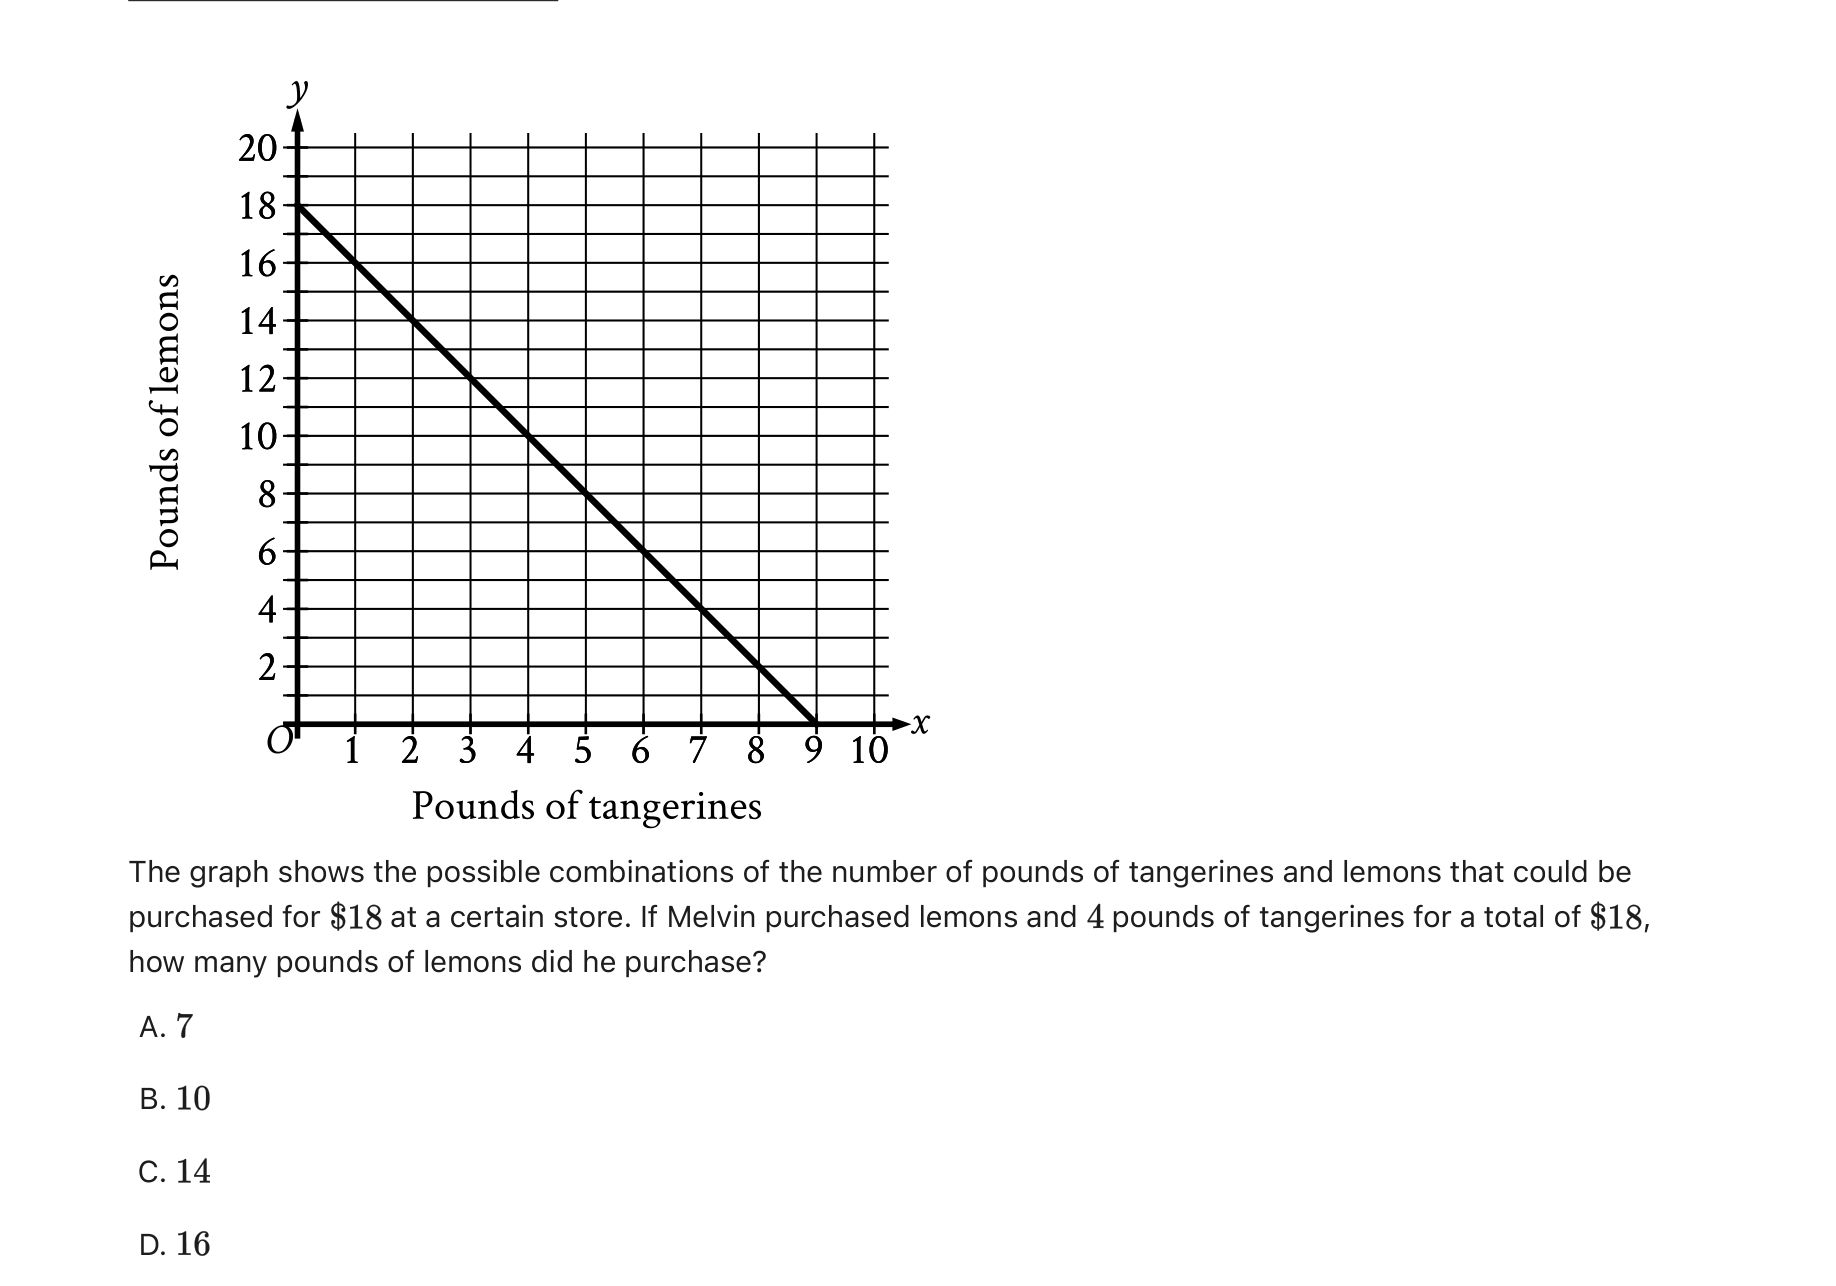 y
20
18
16
14
12
10
8
6
4
2
Pounds of lemons
O
1 2 3 4 5 6 7 8 9 10
x
Pounds of tangerines
The graph shows the possible combinations of the number of pounds of tangerines and lemons that could be
purchased for $18 at a certain store. If Melvin purchased lemons and 4 pounds of tangerines for a total of $18,
how many pounds of lemons did he purchase?
A. 7
B. 10
C. 14
D. 16